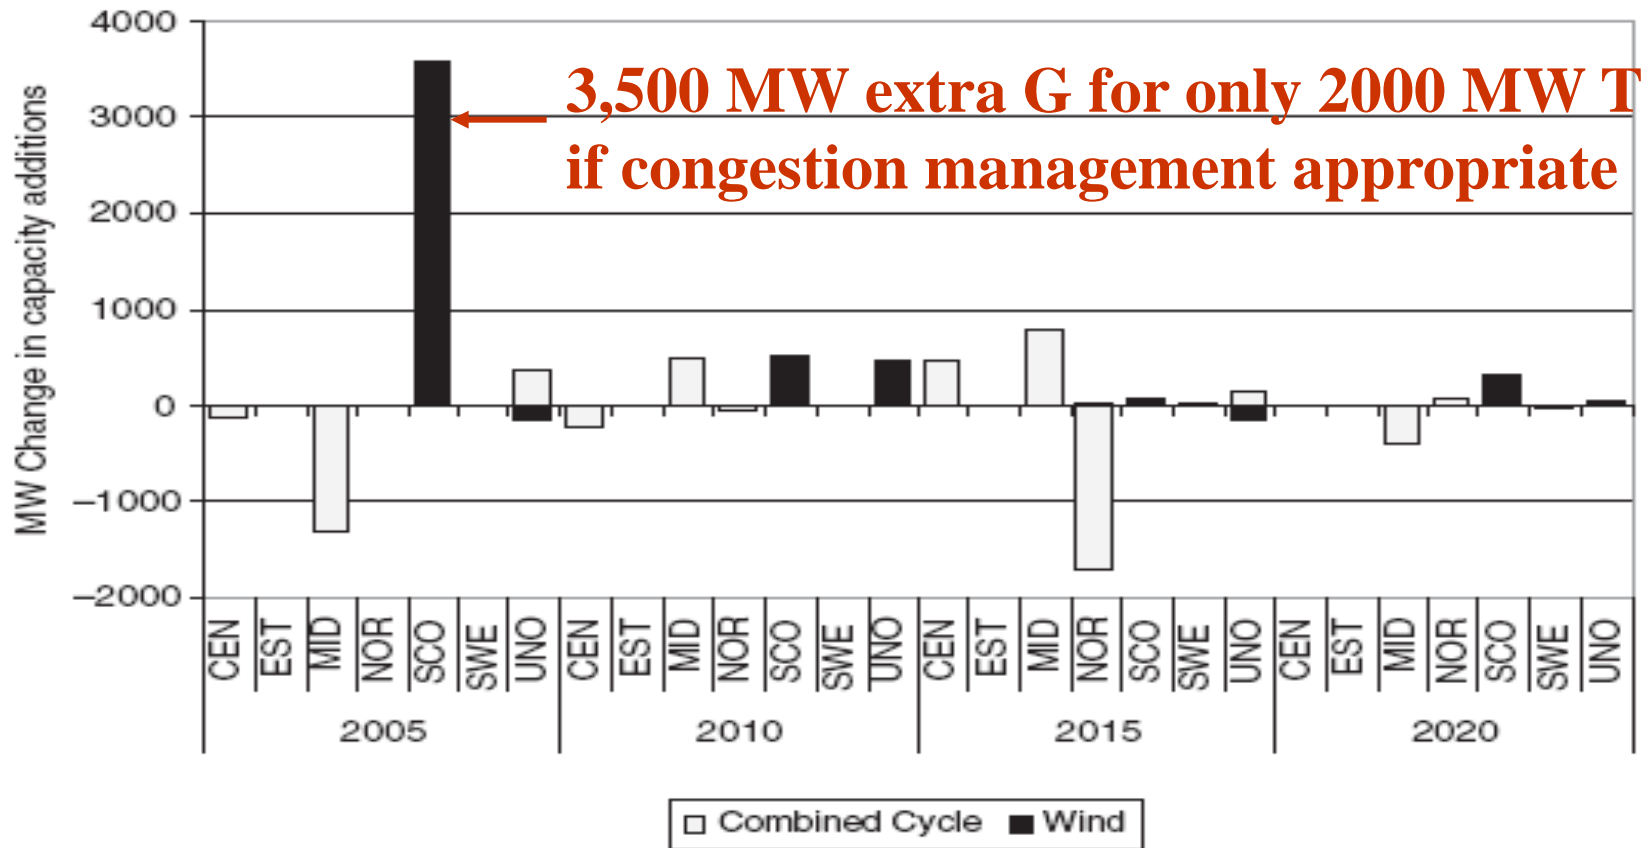 4000
3,500 MW extra G for only 2000 MW T
3000
if congestion management appropriate
2000
1000
0
–1000
–2000
MW Change in capacity additions
CEN EST MID NOR SCO SWE UNO CEN EST MID NOR SCO SWE UNO CEN EST MID NOR SCO SWE UNO CEN EST MID NOR SCO SWE UNO
2005 2010 2015 2020
Combined Cycle Wind